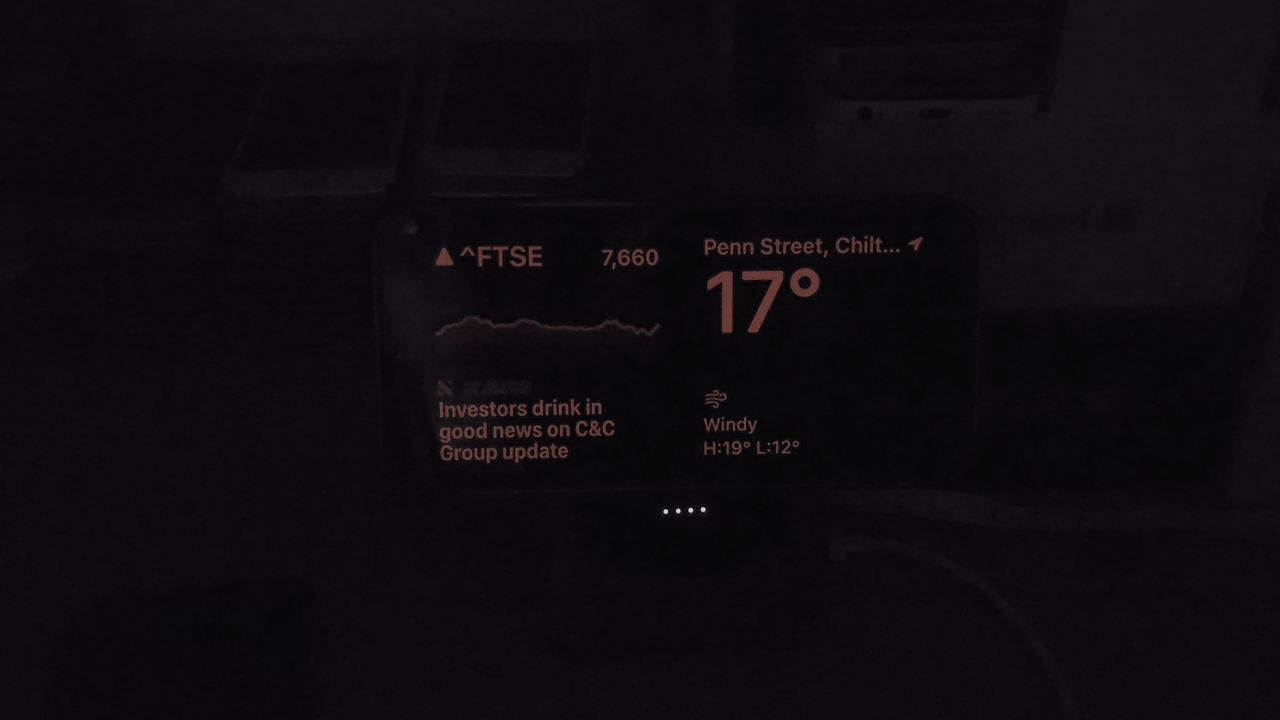 ▲ ^FTSE 7,660
Investors drink in
good news on C&C
Group update
Penn Street, Chilt...
17°
Windy
H:19° L:12°